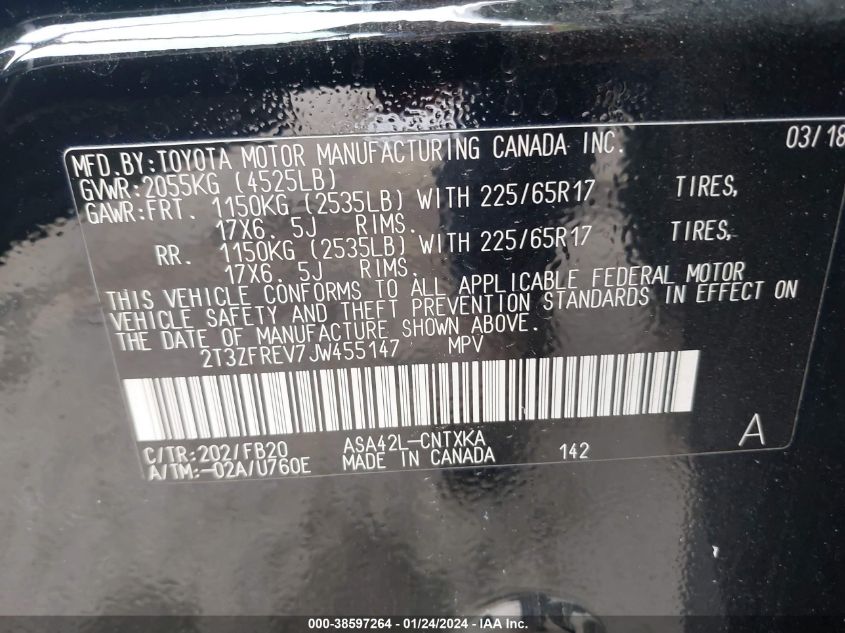 MFD.BY:TOYOTA MOTOR MANUFACTURING CANADA INC. 03/18
GVWR:2055KG (4525LB)
GAWR:FRT. 1150KG (2535LB) WITH 225/65R17 TIRES,
17X6. 5J RIMS.
RR. 1150KG (2535LB) WITH 225/65R17 TIRES,
17X6. 5J RIMS.
THIS VEHICLE CONFORMS TO ALL APPLICABLE FEDERAL MOTOR
VEHICLE SAFETY AND THEFT PREVENTION STANDARDS IN EFFECT ON
THE DATE OF MANUFACTURE SHOWN ABOVE.
2T3ZFREV7JW455147 MPV
A
C/TR:202/FB20 ASA42L-CNTXKA
A/TM:-02A/U760E MADE IN CANADA 142
000-38597264 - 01/24/2024 - IAA Inc.